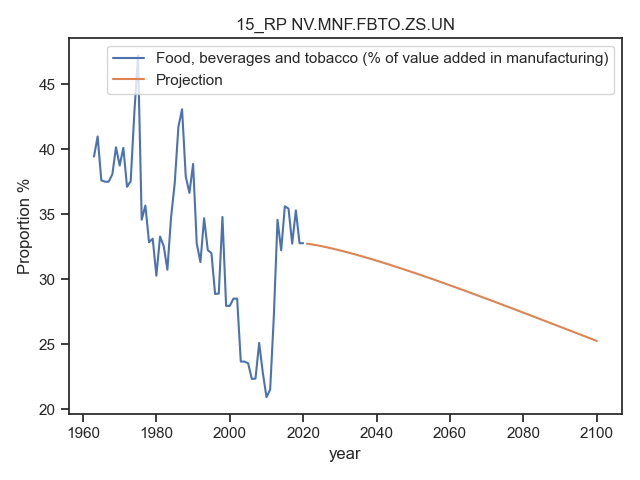 15_RP NV.MNF.FBTO.ZS.UN
Food, beverages and tobacco (% of value added in manufacturing)
Projection
Proportion %
45
40
35
30
25
20
1960
1980
2000
2020
2040
2060
2080
2100
year